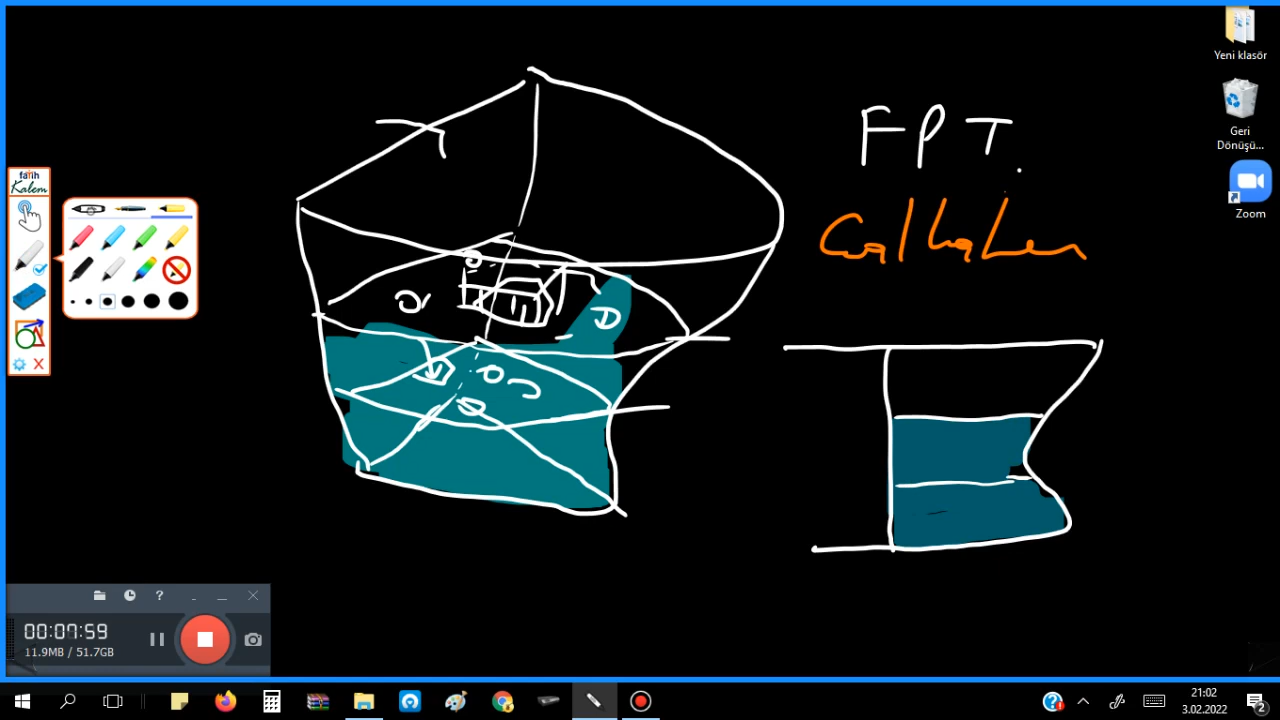 Yeni klasör
Geri
Dönüşü...
Zoom
fatih
Kalem
FPT.
00:07:59
11.9MB / 51.7GB
21:02
3.02.2022
2